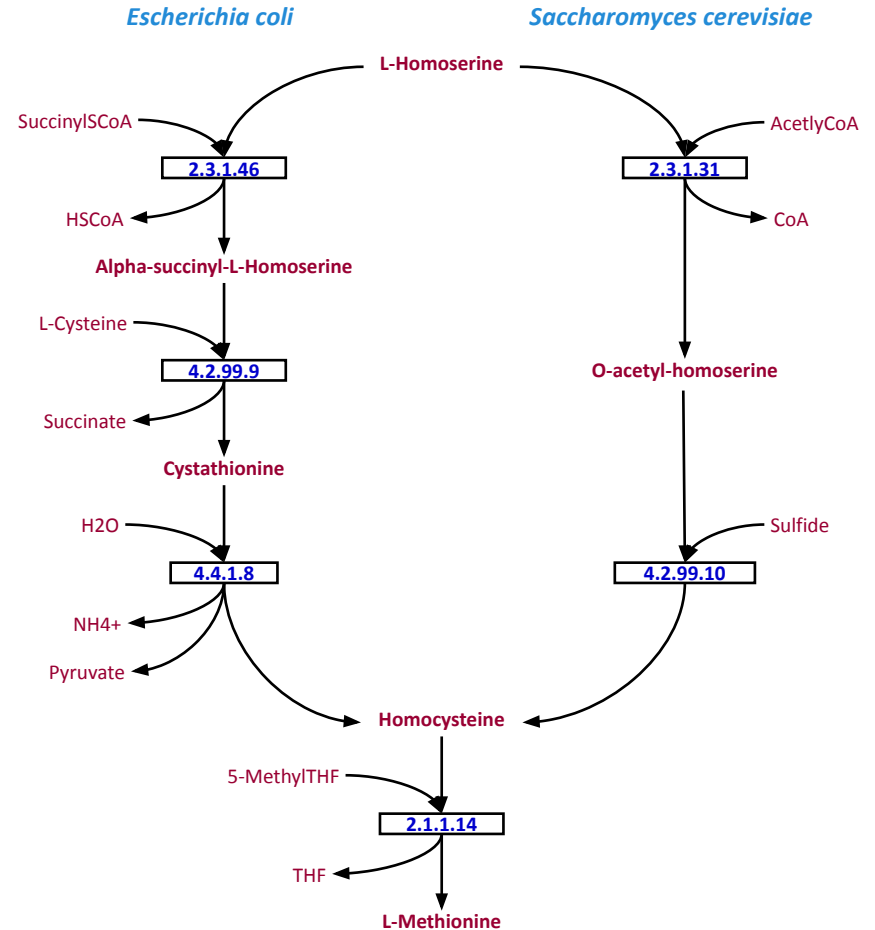 Escherichia coli
Saccharomyces cerevisiae
L-Homoserine
SuccinylSCoA
AcetlyCoA
2.3.1.46
2.3.1.31
HSCoA
CoA
Alpha-succinyl-L-Homoserine
L-Cysteine
4.2.99.9
O-acetyl-homoserine
Succinate
Cystathionine
H2O
Sulfide
4.4.1.8
4.2.99.10
NH4+
Pyruvate
Homocysteine
5-MethylTHF
2.1.1.14
THF
L-Methionine